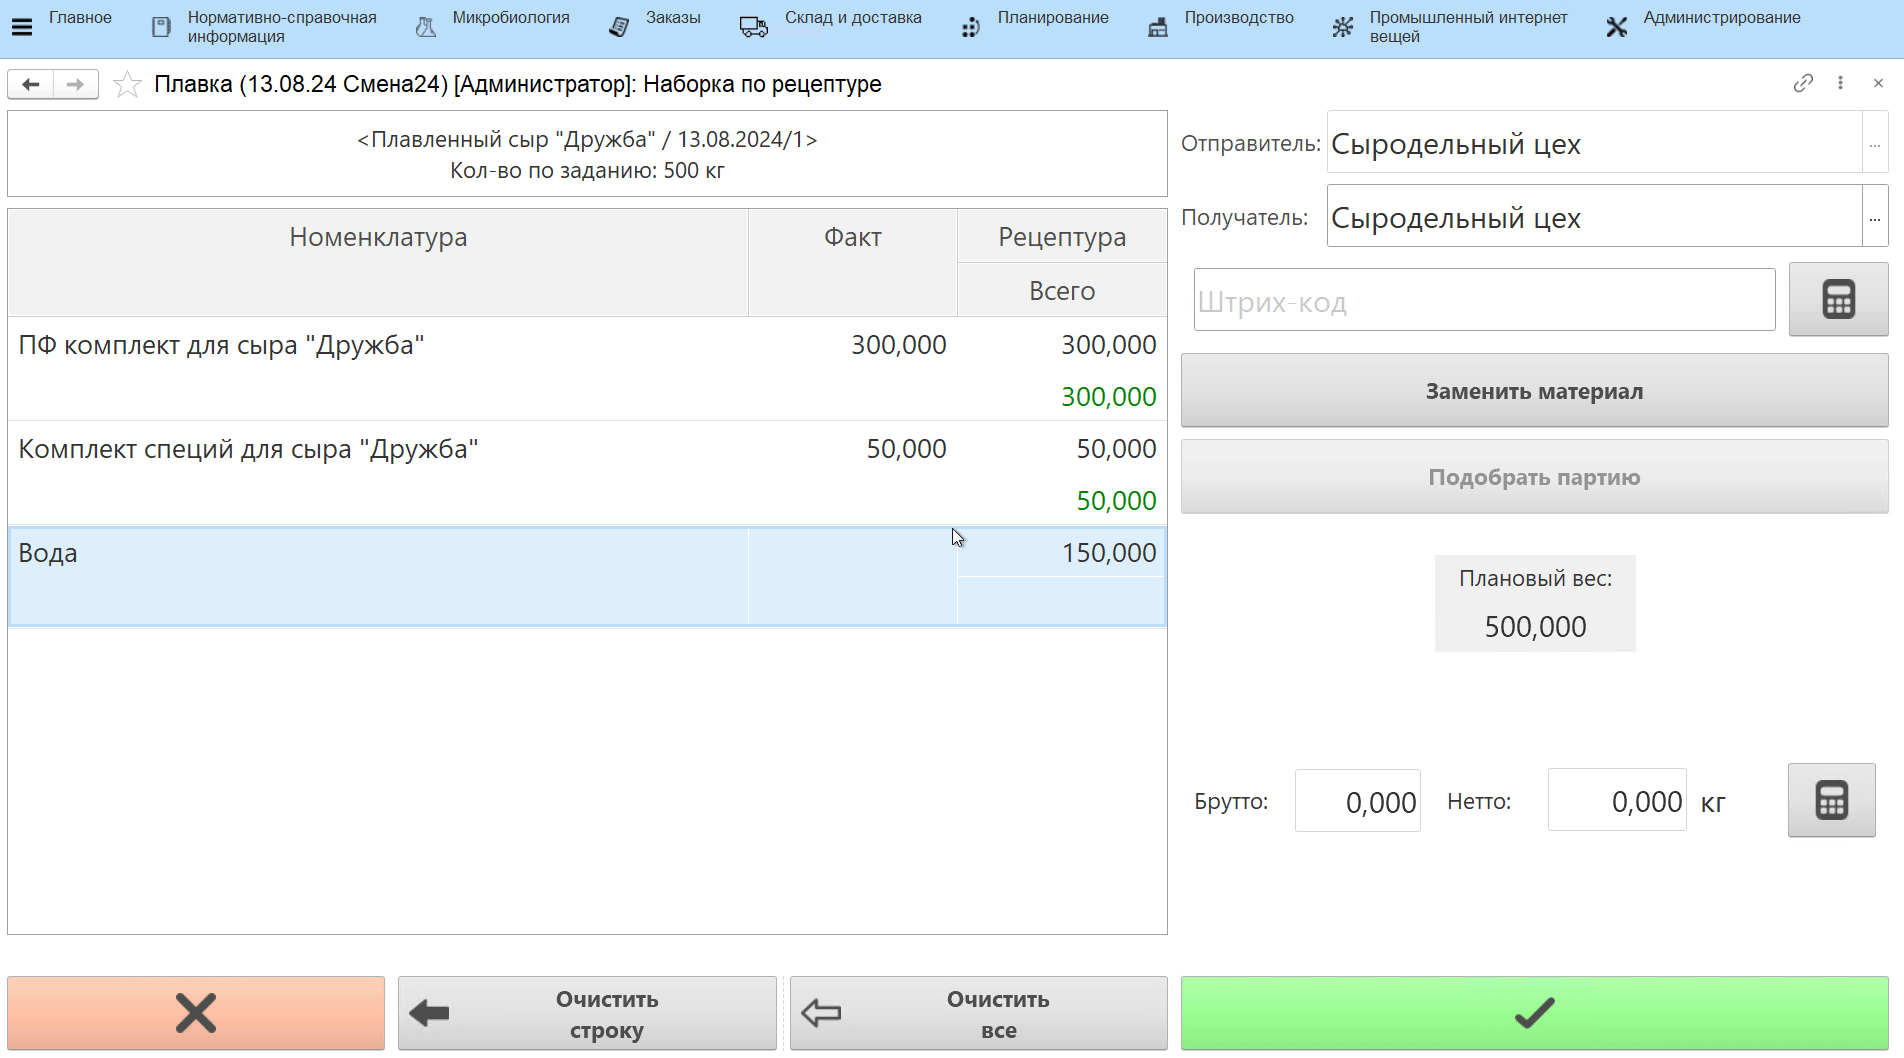 Главное
Нормативно-справочная
информация
Микробиология
Заказы
Склад и доставка
Планирование
Производство
Промышленный интернет
вещей
Администрирование
Плавка (13.08.24 Смена24) [Администратор]: Наборка по рецептуре
<Плавленный сыр "Дружба" / 13.08.2024/1>
Кол-во по заданию: 500 кг
Номенклатура
Факт
Рецептура
Всего
ПФ комплект для сыра "Дружба"
300,000
300,000
300,000
Комплект специй для сыра "Дружба"
50,000
50,000
50,000
Вода
150,000
Отправитель:
Сыродельный цех
...
Получатель:
Сыродельный цех
...
Штрих-код
Заменить материал
Подобрать партию
Плановый вес:
500,000
Брутто:
0,000
Нетто:
0,000
кг
Очистить
строку
Очистить
все